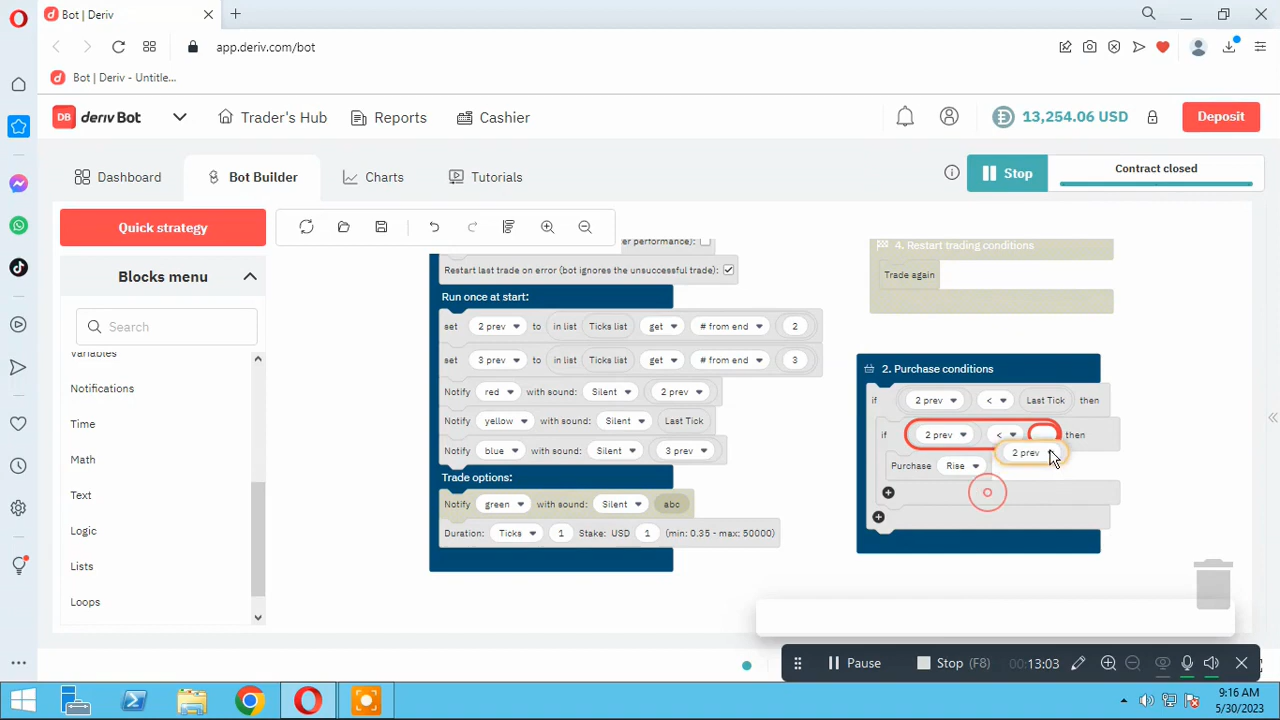 Bot | Deriv
app.deriv.com/bot
Bot | Deriv - Untitle...
DB deriv Bot
Trader's Hub
Reports
Cashier
13,254.06 USD
Deposit
Dashboard
Bot Builder
Charts
Tutorials
Stop
Contract closed
Quick strategy
Blocks menu
Search
Variables
Notifications
Time
Math
Text
Logic
Lists
Loops
er performance):
Restart last trade on error (bot ignores the unsuccessful trade):
Run once at start:
set 2 prev to in list Ticks list get # from end 2
set 3 prev to in list Ticks list get # from end 3
Notify red with sound: Silent 2 prev
Notify yellow with sound: Silent Last Tick
Notify blue with sound: Silent 3 prev
Trade options:
Notify green with sound: Silent abc
Duration: Ticks 1 Stake: USD 1 (min: 0.35 - max: 50000)
4. Restart trading conditions
Trade again
2. Purchase conditions
if 2 prev < Last Tick then
if 2 prev < then
2 prev
Purchase Rise
Pause
Stop (F8)
00:13:03
9:16 AM
5/30/2023